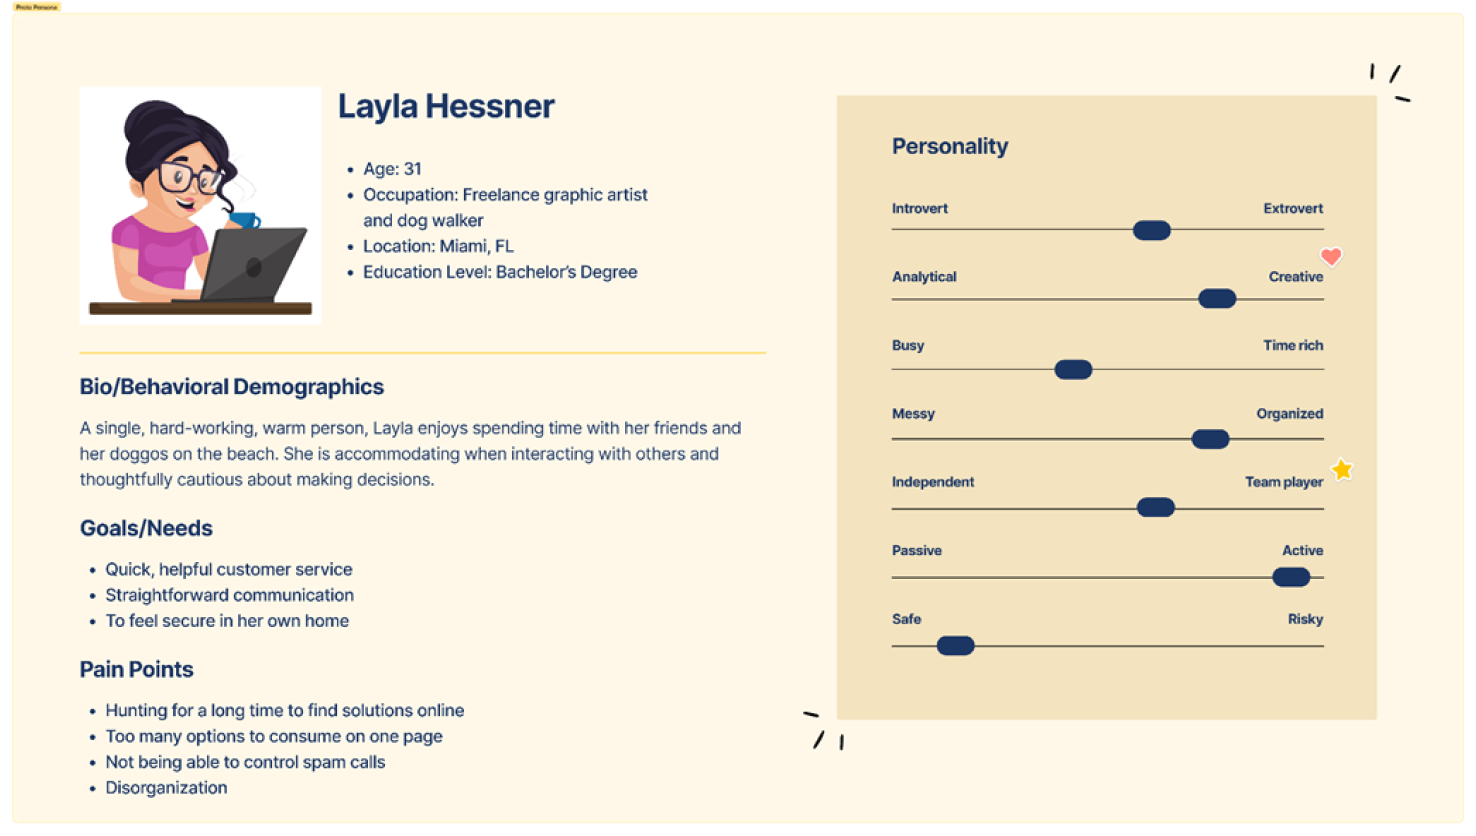 Proto Persona
Layla Hessner
• Age: 31
• Occupation: Freelance graphic artist
and dog walker
• Location: Miami, FL
• Education Level: Bachelor's Degree
Bio/Behavioral Demographics
A single, hard-working, warm person, Layla enjoys spending time with her friends and
her doggos on the beach. She is accommodating when interacting with others and
thoughtfully cautious about making decisions.
Goals/Needs
• Quick, helpful customer service
• Straightforward communication
• To feel secure in her own home
Pain Points
• Hunting for a long time to find solutions online
• Too many options to consume on one page
• Not being able to control spam calls
• Disorganization
Personality
Introvert Extrovert
Analytical Creative
Busy Time rich
Messy Organized
Independent Team player
Passive Active
Safe Risky